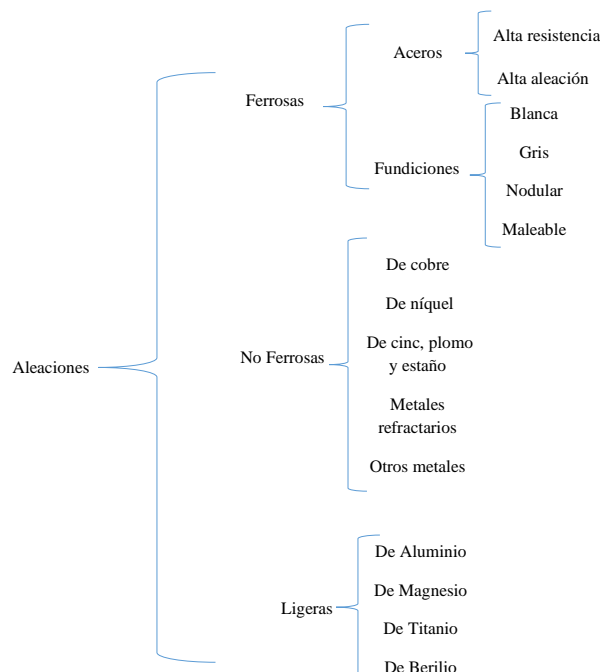 Aleaciones
Ferrosas
Aceros
Alta resistencia
Alta aleación
Fundiciones
Blanca
Gris
Nodular
Maleable
No Ferrosas
De cobre
De níquel
De cinc, plomo
y estaño
Metales
refractarios
Otros metales
Ligeras
De Aluminio
De Magnesio
De Titanio
De Berilio